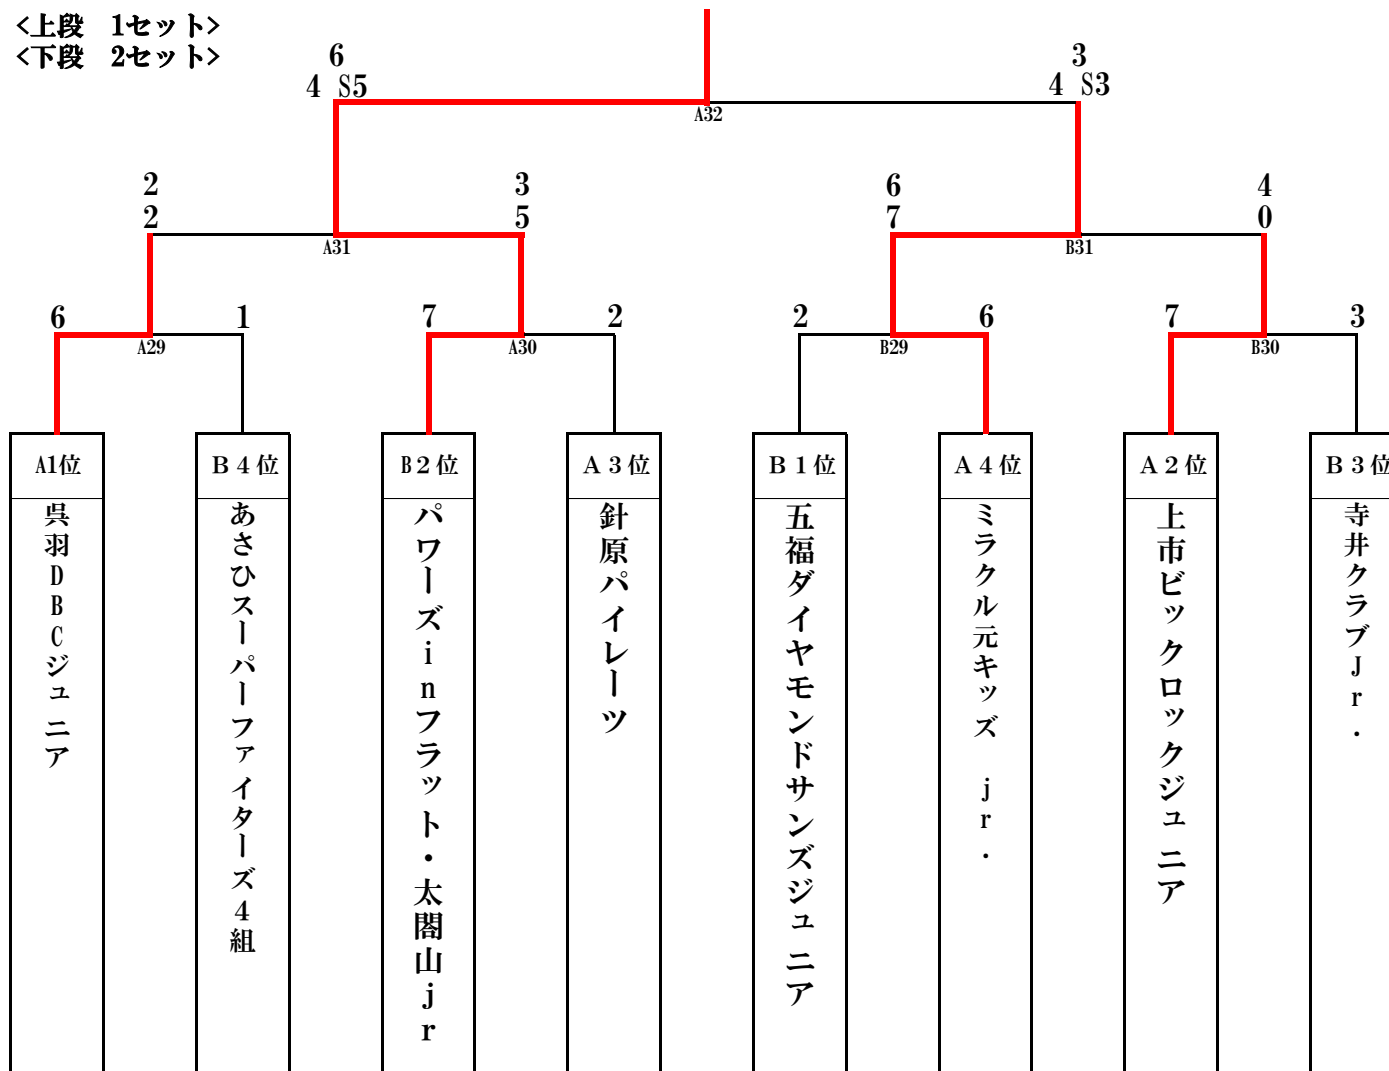 <上段　1セット>
<下段　2セット>
6
3
4 S5
4 S3
A32
2
3
6
4
2
5
7
0
A31
B31
6
1
7
2
2
6
7
3
A29
A30
B29
B30
A1位
B4位
B2位
A3位
B1位
A4位
A2位
B3位
呉羽DBCジュニア
あさひスーパーファイターズ4組
パワーズinフラット・太閤山jr
針原パイレーツ
五福ダイヤモンドサンズジュニア
ミラクル元キッズ　jr.
上市ビックロックジュニア
寺井クラブJr.